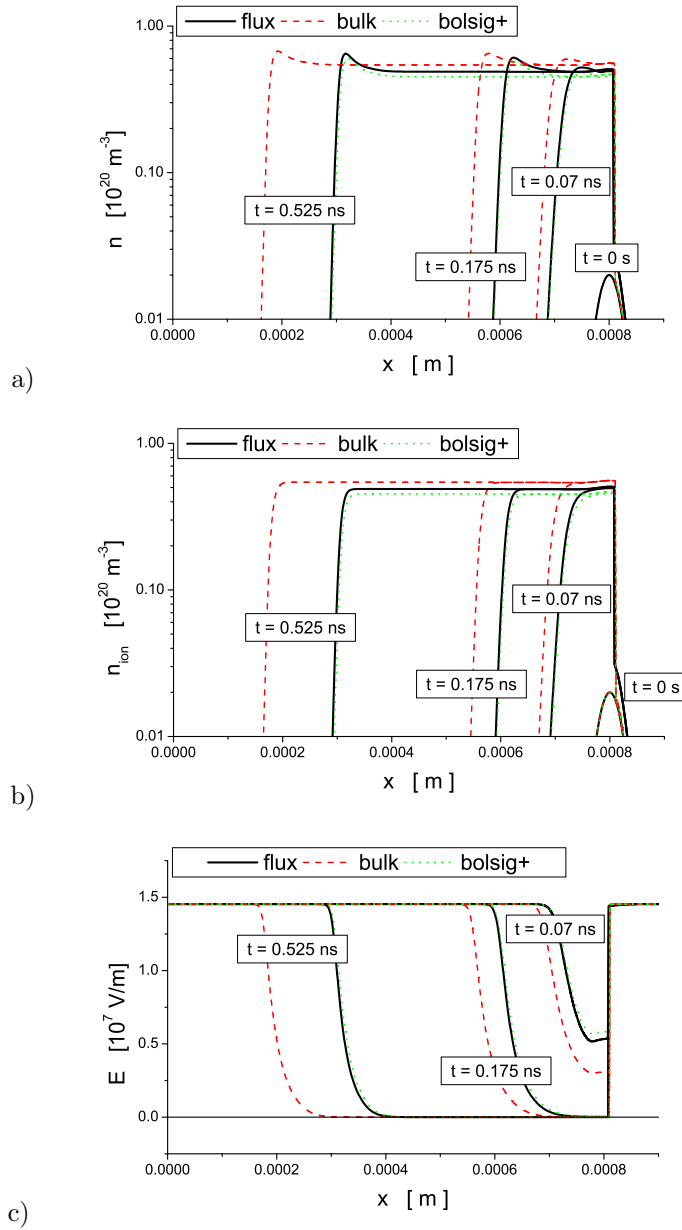 flux bulk bolsig+
1.00
0.10
0.01
n [10^20 m^-3]
t = 0.525 ns
t = 0.175 ns
t = 0.07 ns
t = 0 s
0.0000 0.0002 0.0004 0.0006 0.0008
x [ m ]
a)
flux bulk bolsig+
1.00
0.10
0.01
n_ion [10^20 m^-3]
t = 0.525 ns
t = 0.175 ns
t = 0.07 ns
t = 0 s
0.0000 0.0002 0.0004 0.0006 0.0008
x [ m ]
b)
flux bulk bolsig+
1.5
1.0
0.5
0.0
E [10^7 V/m]
t = 0.525 ns
t = 0.175 ns
t = 0.07 ns
0.0000 0.0002 0.0004 0.0006 0.0008
x [ m ]
c)